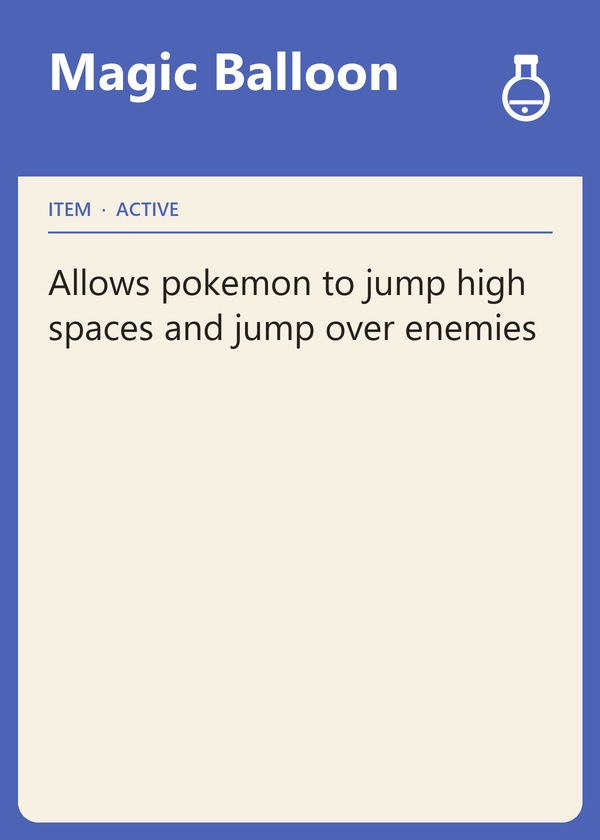 Magic Balloon
ITEM · ACTIVE
Allows pokemon to jump high
spaces and jump over enemies